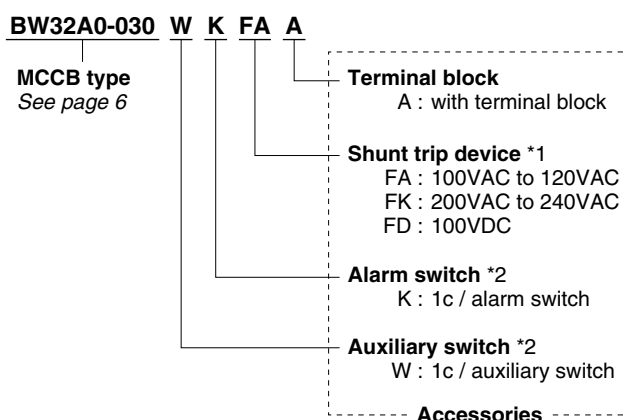 BW32A0-030 W K FA A
MCCB type
See page 6
Terminal block
A : with terminal block
Shunt trip device *1
FA : 100VAC to 120VAC
FK : 200VAC to 240VAC
FD : 100VDC
Alarm switch *2
K : 1c / alarm switch
Auxiliary switch *2
W : 1c / auxiliary switch
Accessories